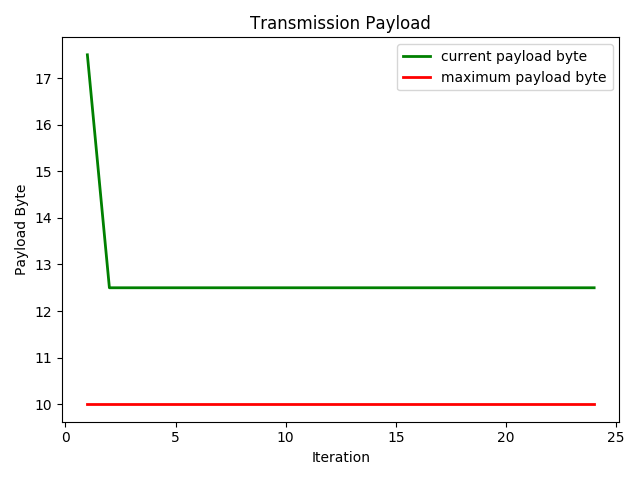 Transmission Payload
current payload byte
maximum payload byte
Payload Byte
17
16
15
14
13
12
11
10
0 5 10 15 20 25
Iteration